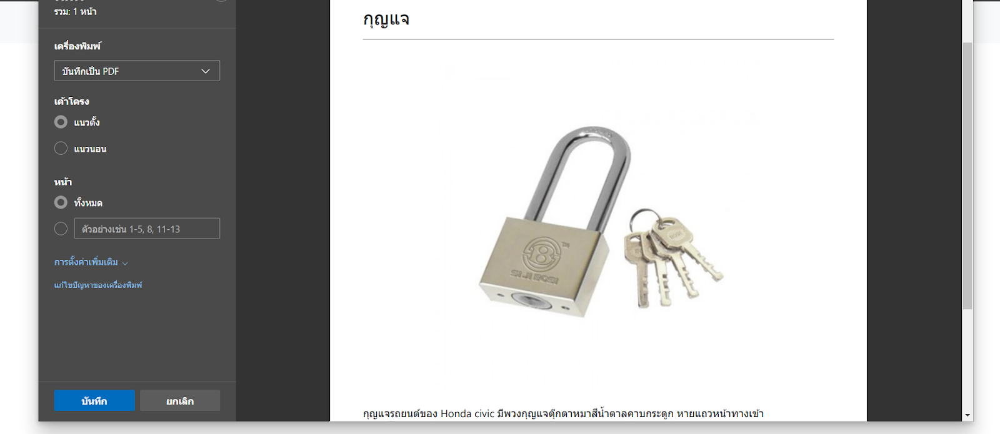 รวม: 1 หน้า
เครื่องพิมพ์
บันทึกเป็น PDF
เค้าโครง
แนวตั้ง
แนวนอน
หน้า
ทั้งหมด
ตัวอย่างเช่น 1-5, 8, 11-13
การตั้งค่าเพิ่มเติม
แก้ไขปัญหาของเครื่องพิมพ์
บันทึก
ยกเลิก
กุญแจ
TM
SIJIBOSI
กุญแจรถยนต์ของ Honda civic มีพวงกุญแจตุ๊กตาหมาสีน้ำตาลคาบกระดูก หายแถวหน้าทางเข้า